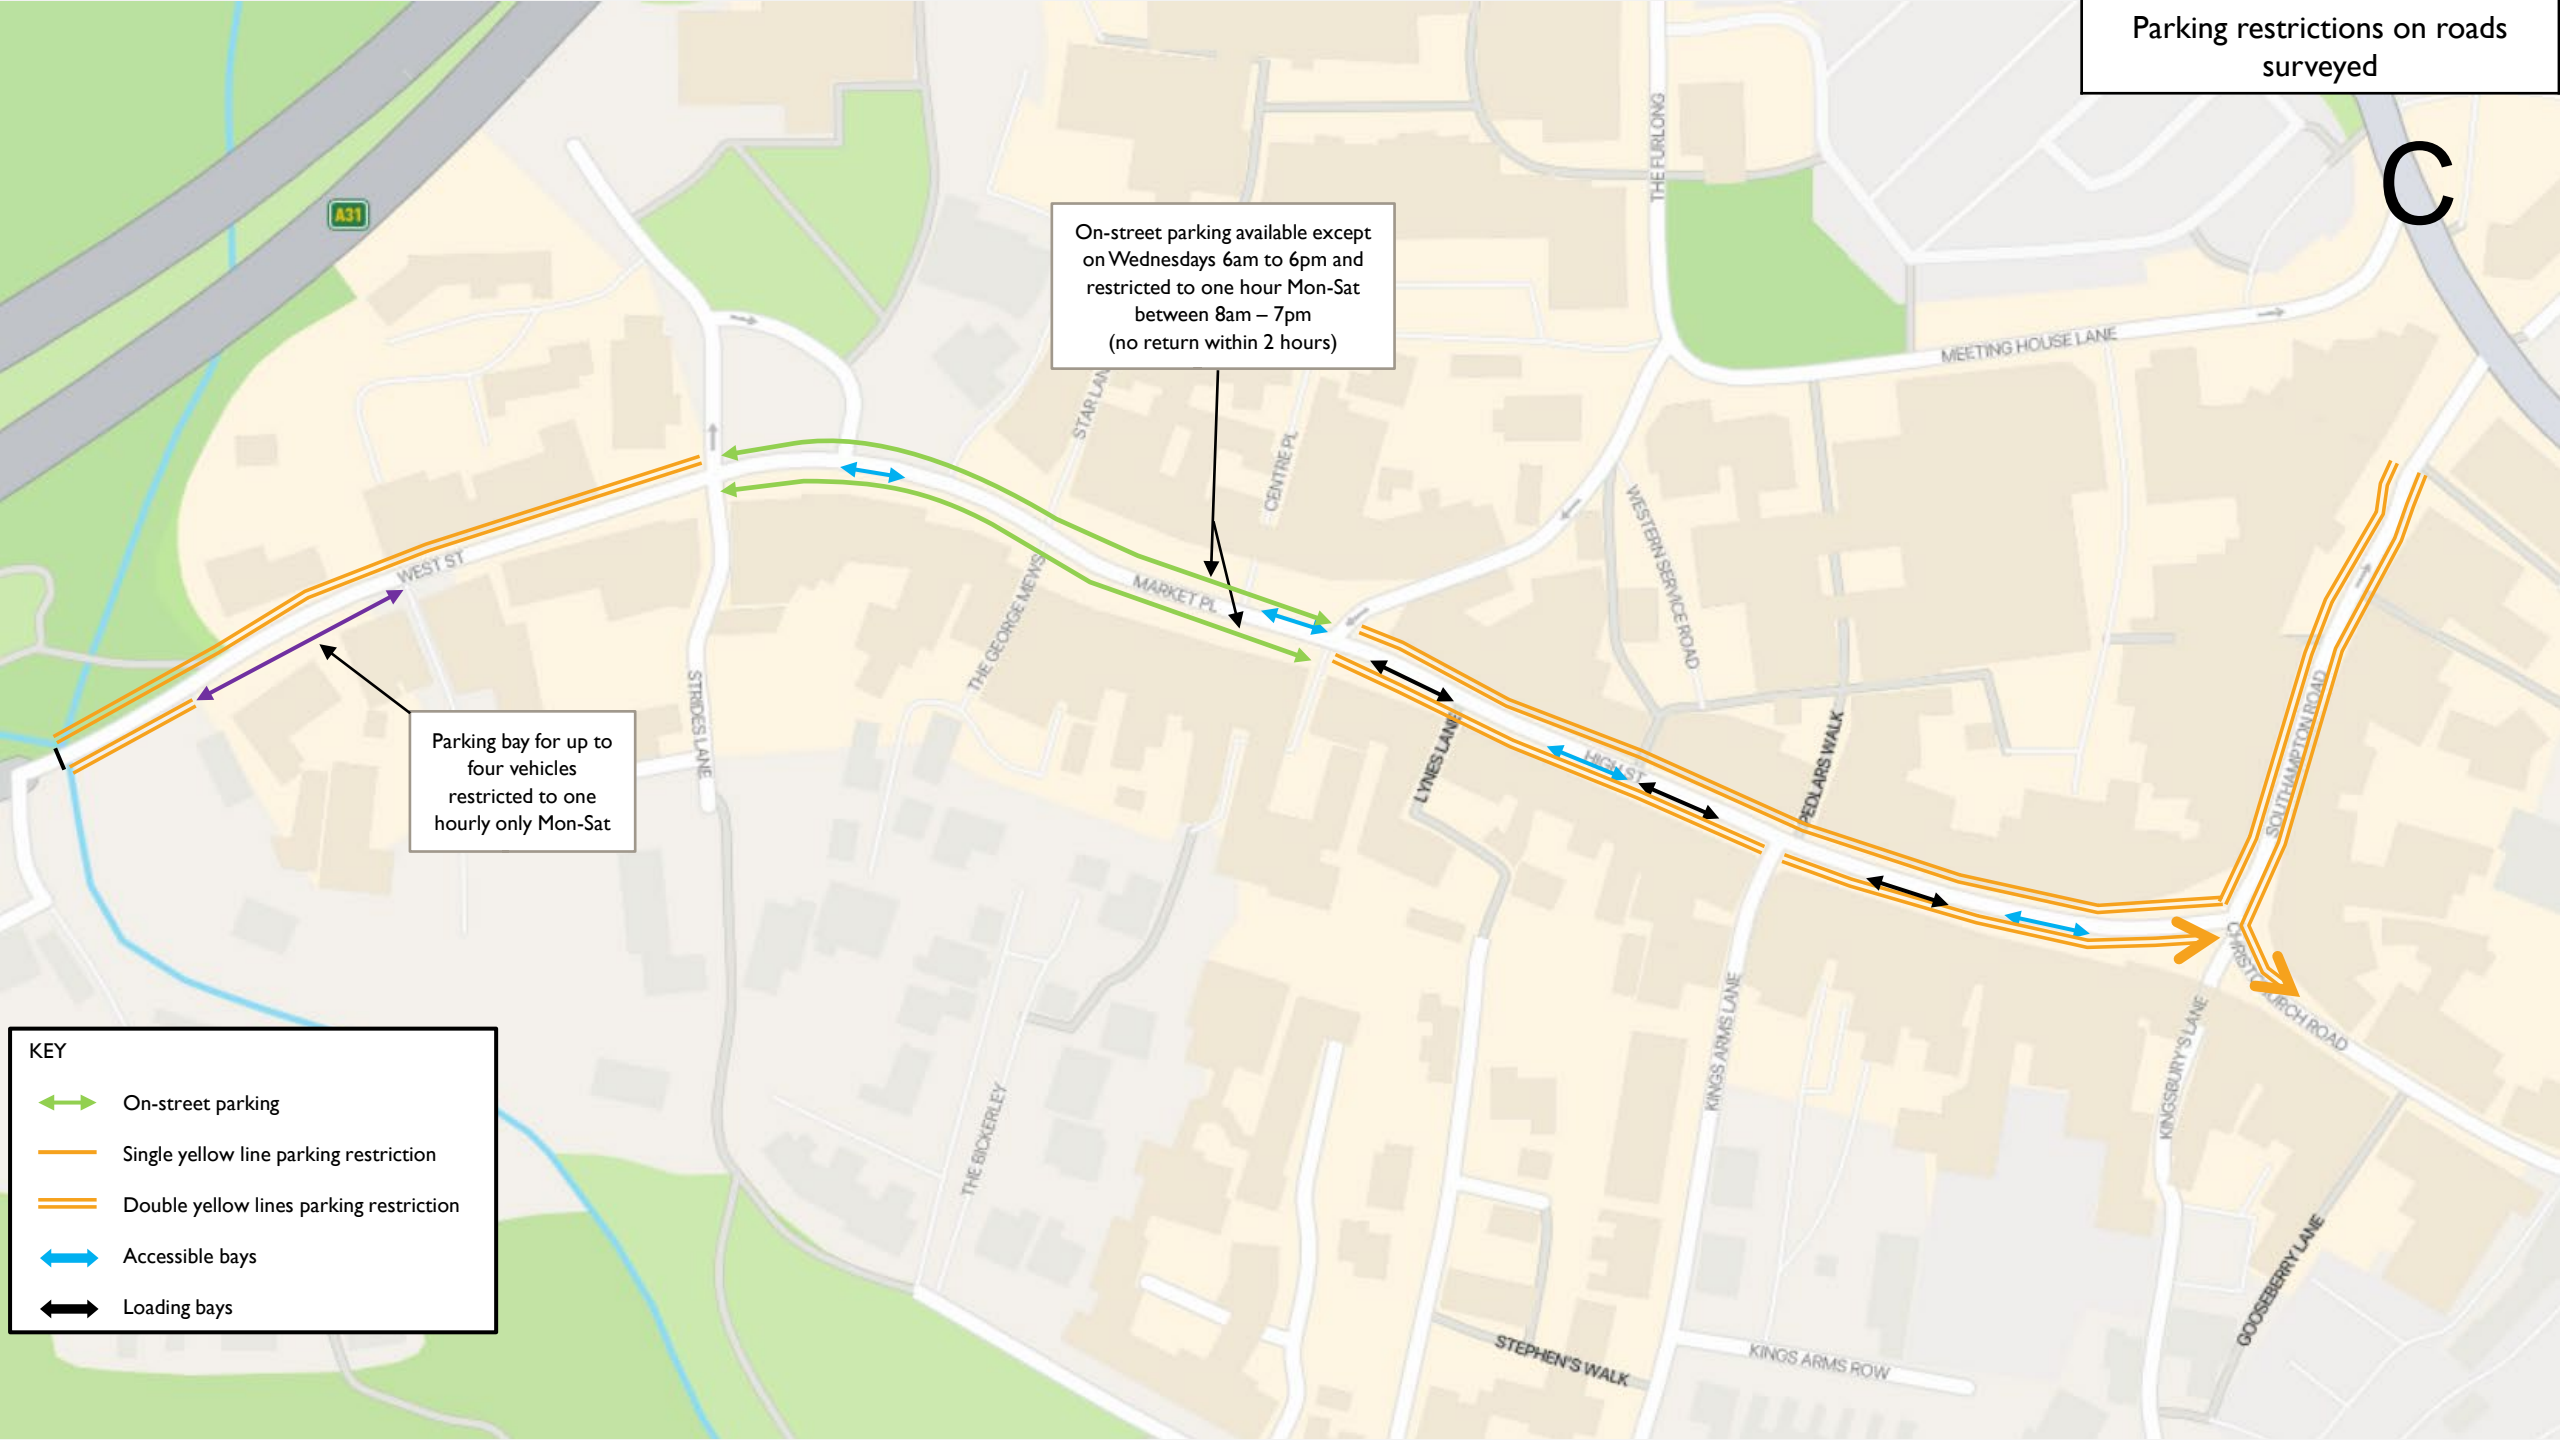 Parking restrictions on roads
surveyed
C
A31
THE FURLONG
On-street parking available except
on Wednesdays 6am to 6pm and
restricted to one hour Mon-Sat
between 8am – 7pm
(no return within 2 hours)
MEETING HOUSE LANE
STAR LAN
CENTRE PL
WESTERN SERVICE ROAD
WEST ST
MARKET PL
THE GEORGE MEWS
STRIDES LANE
LYNES LANE
HIGH ST
PEDLARS WALK
SOUTHAMPTON ROAD
Parking bay for up to
four vehicles
restricted to one
hourly only Mon-Sat
CHRISTCHURCH ROAD
KINGS ARMS LANE
KINGSBURY'S LANE
THE BICKERLEY
GOOSEBERRY LANE
STEPHEN'S WALK
KINGS ARMS ROW
KEY
On-street parking
Single yellow line parking restriction
Double yellow lines parking restriction
Accessible bays
Loading bays